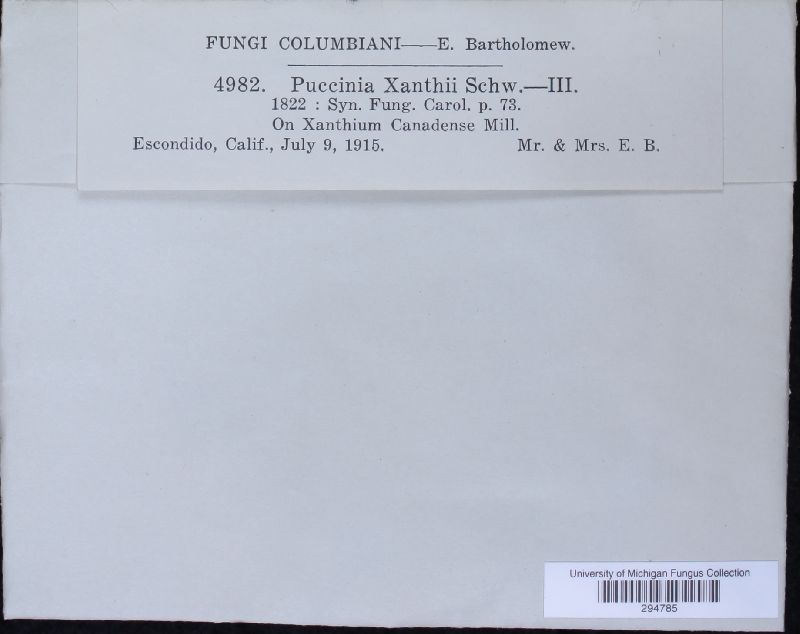 FUNGI COLUMBIANI——E. Bartholomew.
4982. Puccinia Xanthii Schw.—III.
1822 : Syn. Fung. Carol. p. 73.
On Xanthium Canadense Mill.
Escondido, Calif., July 9, 1915. Mr. & Mrs. E. B.
University of Michigan Fungus Collection
294785